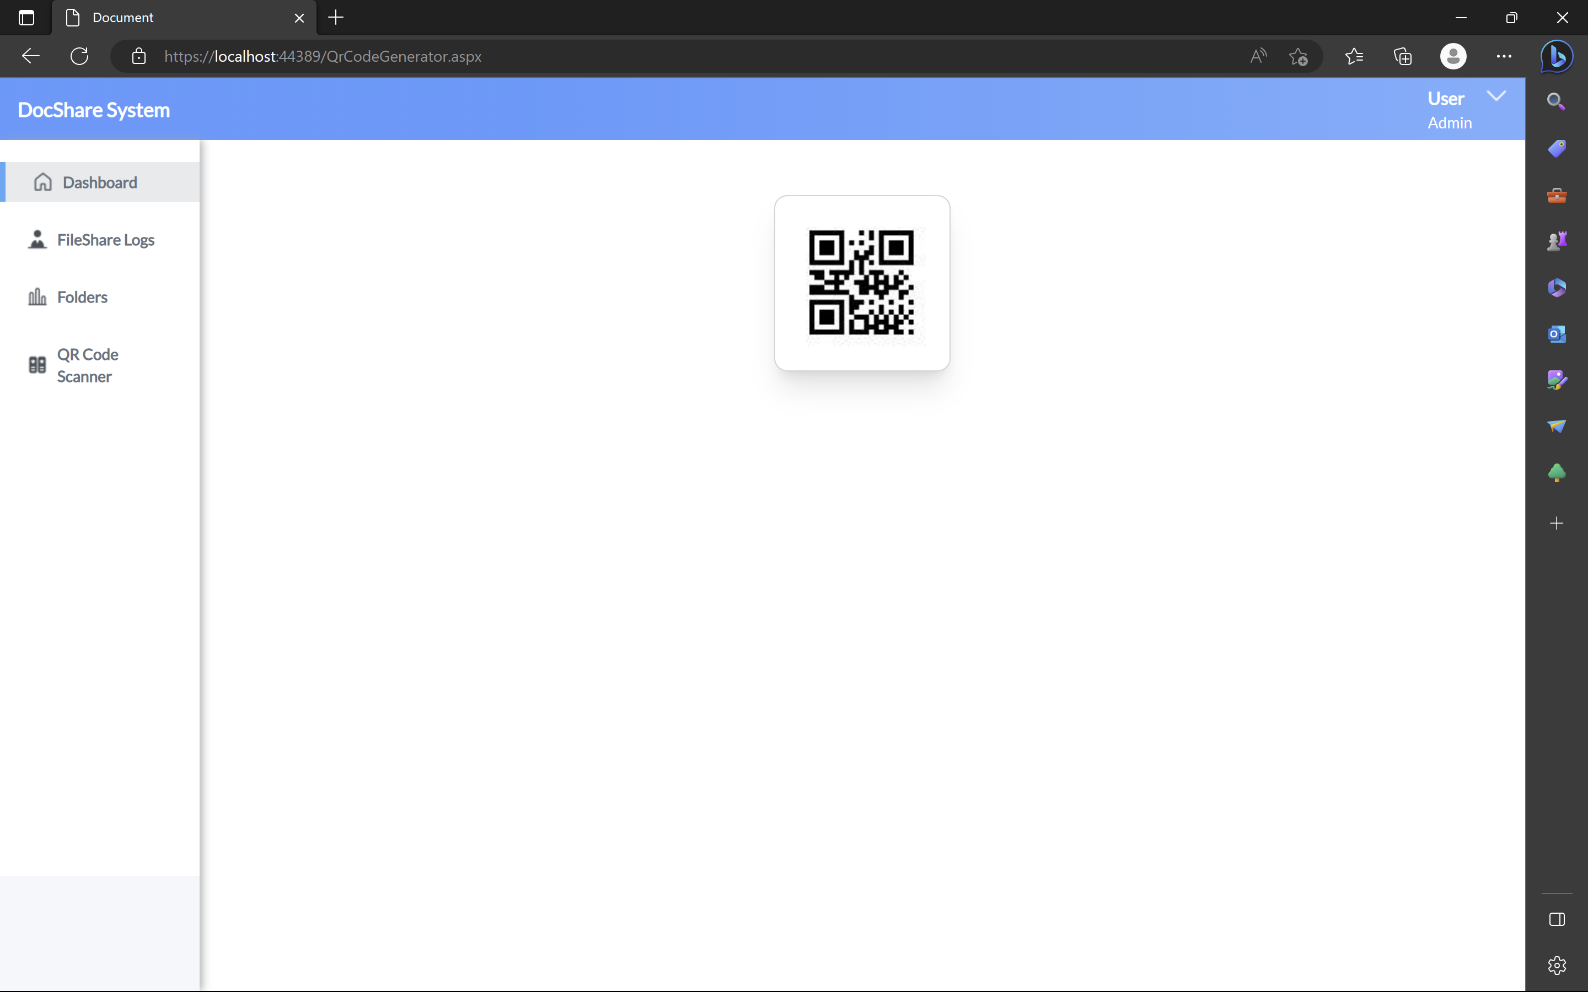 Document
https://localhost:44389/QrCodeGenerator.aspx
DocShare System
User
Admin
Dashboard
FileShare Logs
Folders
QR Code
Scanner